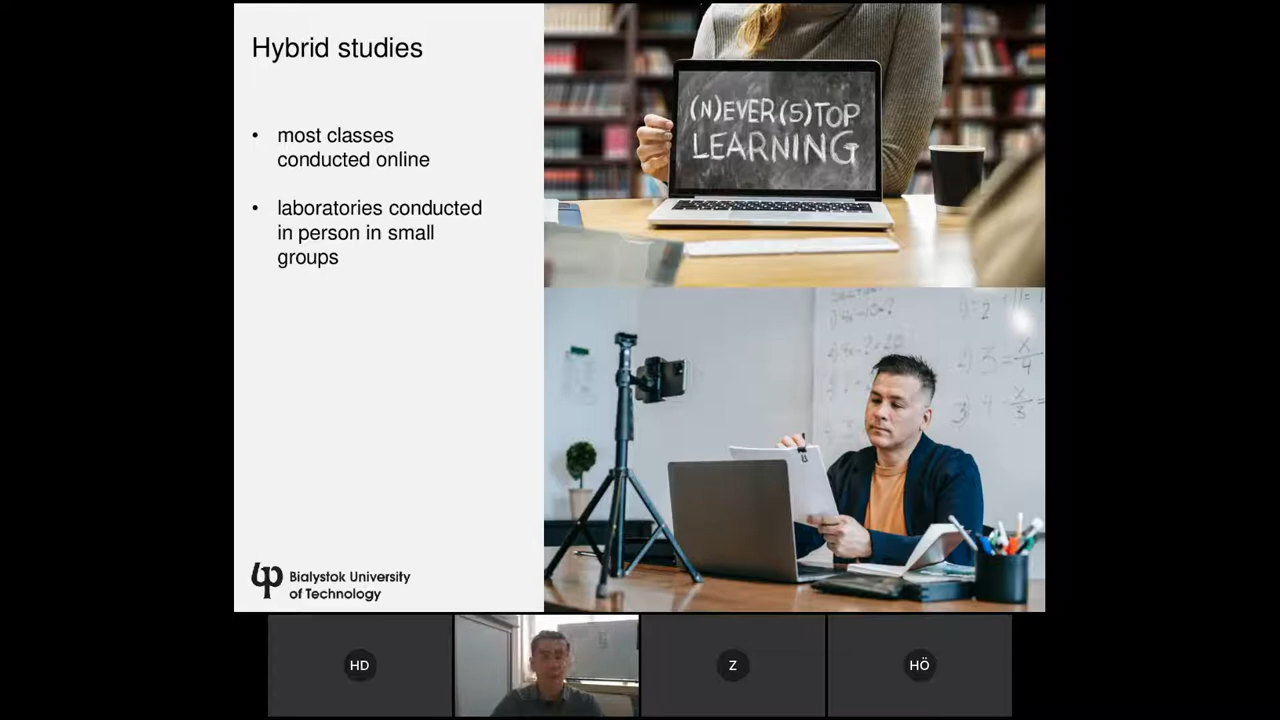 Hybrid studies
• most classes
conducted online
• laboratories conducted
in person in small
groups
(N)EVER (S)TOP
LEARNING
Bialystok University
of Technology
HD
Z
HÖ